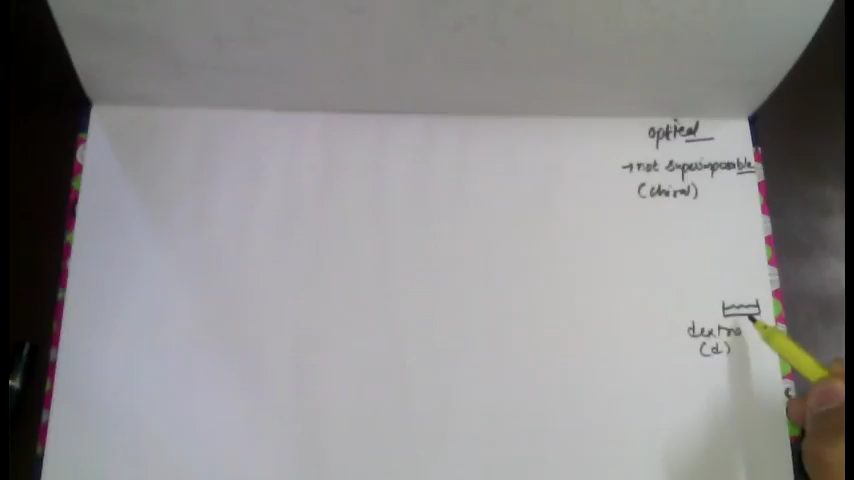 optical
→ not superimposable
(chiral)
dextro
(d)